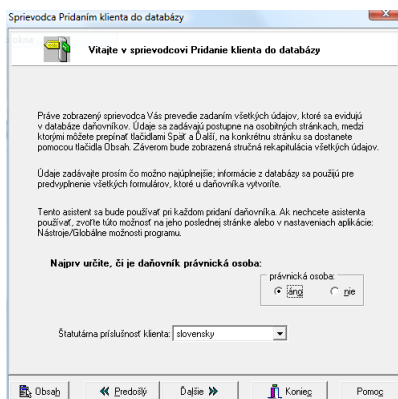 Sprievodca Pridaním klienta do databázy
Vitajte v sprievodcovi Pridanie klienta do databázy
Práve zobrazený sprievodca Vás prevedie zadaním všetkých údajov, ktoré sa evidujú
v databáze daňovníkov. Údaje sa zadávajú postupne na osobitných stránkach, medzi
ktorými môžete prepínať tlačidlami Späť a Ďalší, na konkrétnu stránku sa dostanete
pomocou tlačidla Obsah. Záverom bude zobrazená stručná rekapitulácia všetkých údajov.
Údaje zadávajte prosím čo možno najúplnejšie; informácie z databázy sa použijú pre
predvyplnenie všetkých formulárov, ktoré u daňovníka vytvoríte.
Tento asistent sa bude používať pri každom pridaní daňovníka. Ak nechcete asistenta
používať, zvoľte túto možnosť na jeho poslednej stránke alebo v nastaveniach aplikácie:
Nástroje/Globálne možnosti programu.
Najprv určite, či je daňovník právnická osoba:
právnická osoba:
áno nie
Štatutárna príslušnosť klienta: slovensky
Obsah Predošlý Ďalšie Koniec Pomoc